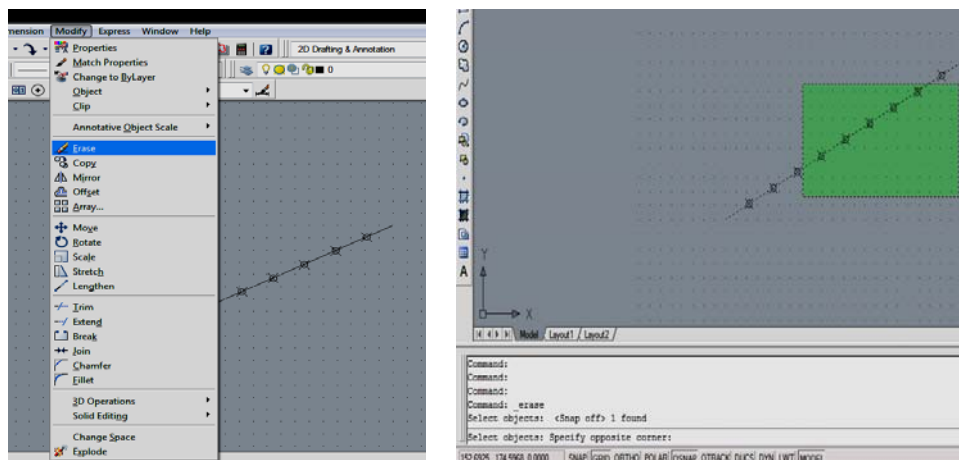 mension Modify Express Window Help
2D Drafting & Annotation
0
Properties
Match Properties
Change to ByLayer
Object
Clip
Annotative Object Scale
Erase
Copy
Mirror
Offset
Array...
Move
Rotate
Scale
Stretch
Lengthen
Trim
Extend
Break
Join
Chamfer
Fillet
3D Operations
Solid Editing
Change Space
Explode
A
Y
X
Model Layout1 Layout2
Command:
Command:
Command:
Command: _erase
Select objects: <Snap off> 1 found
Select objects: Specify opposite corner:
SNAP GRID ORTHO POLAR OSNAP OTRACK DUCS DYN LWT MODEL